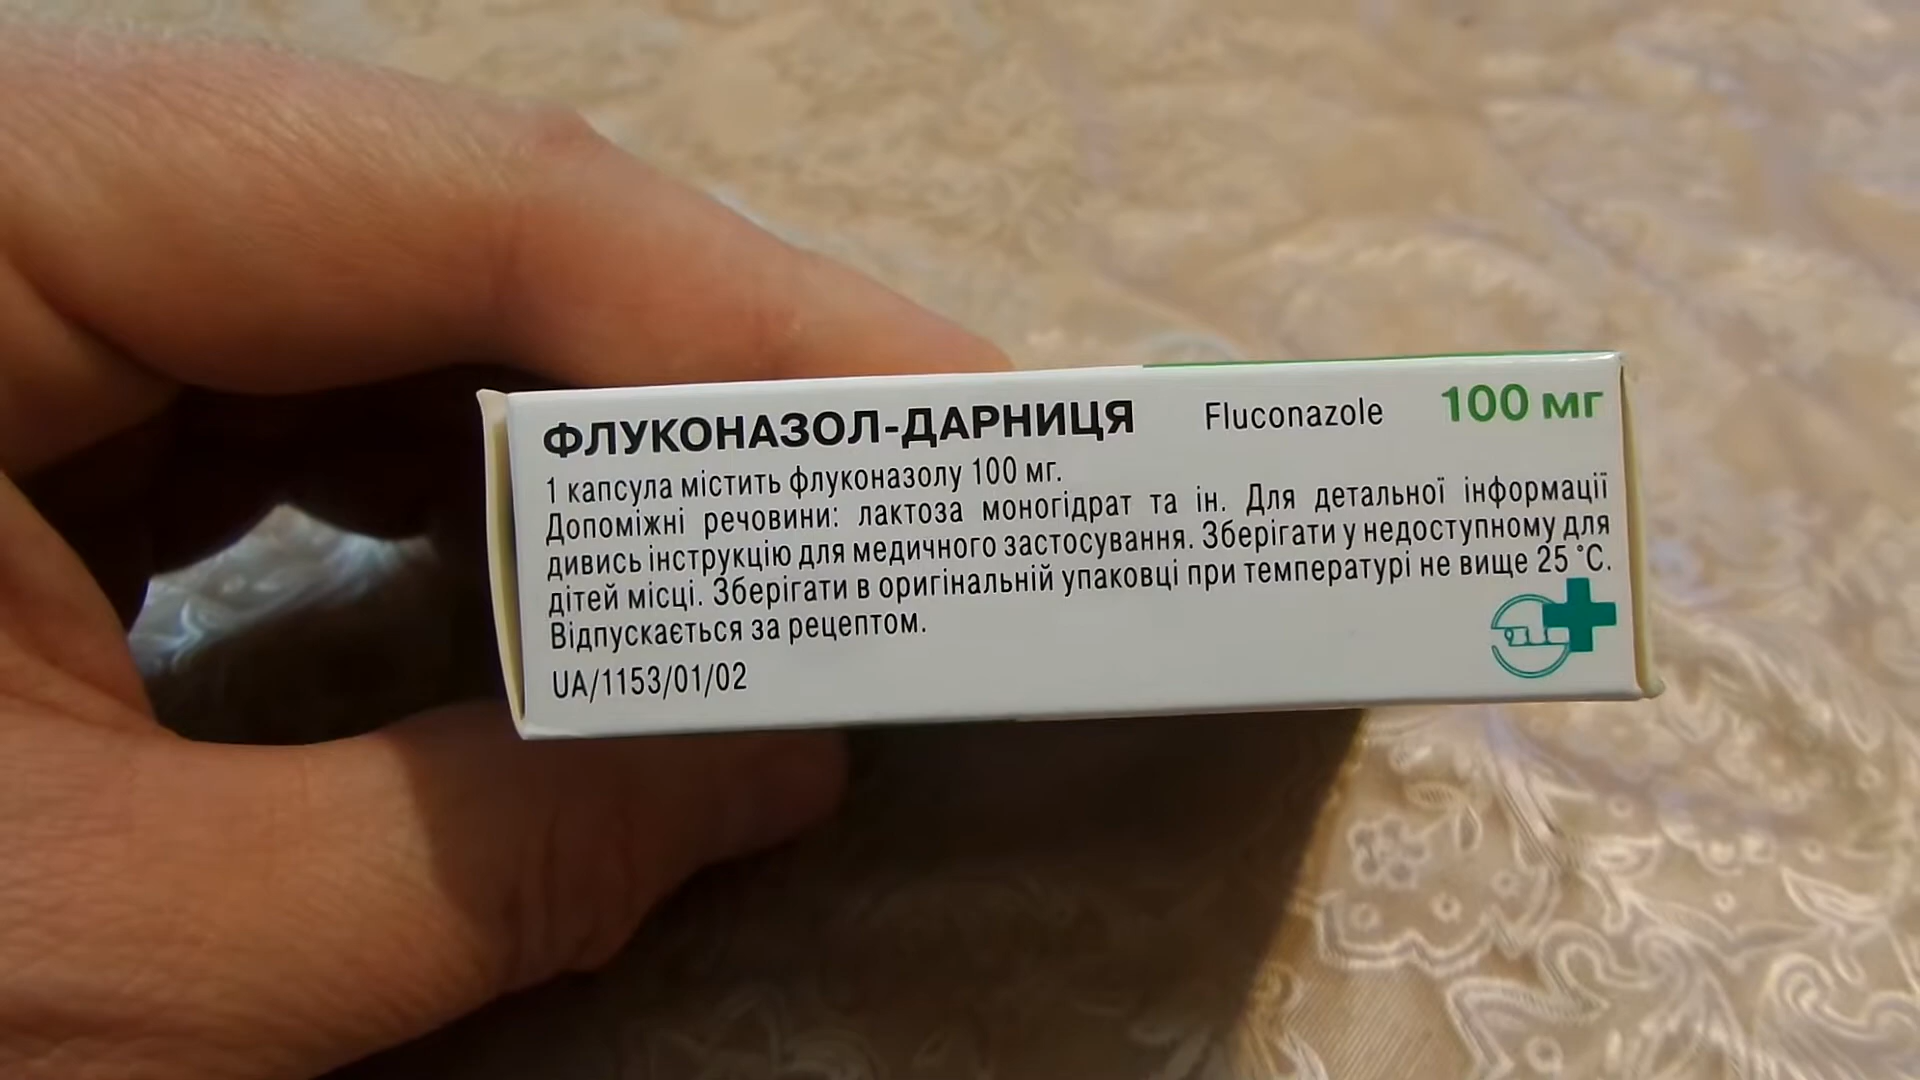 ФЛУКОНАЗОЛ-ДАРНИЦЯ Fluconazole 100 мг
1 капсула містить флуконазолу 100 мг.
Допоміжні речовини: лактоза моногідрат та ін. Для детальної інформації
дивись інструкцію для медичного застосування. Зберігати у недоступному для
дітей місці. Зберігати в оригінальній упаковці при температурі не вище 25 °C.
Відпускається за рецептом.
UA/1153/01/02